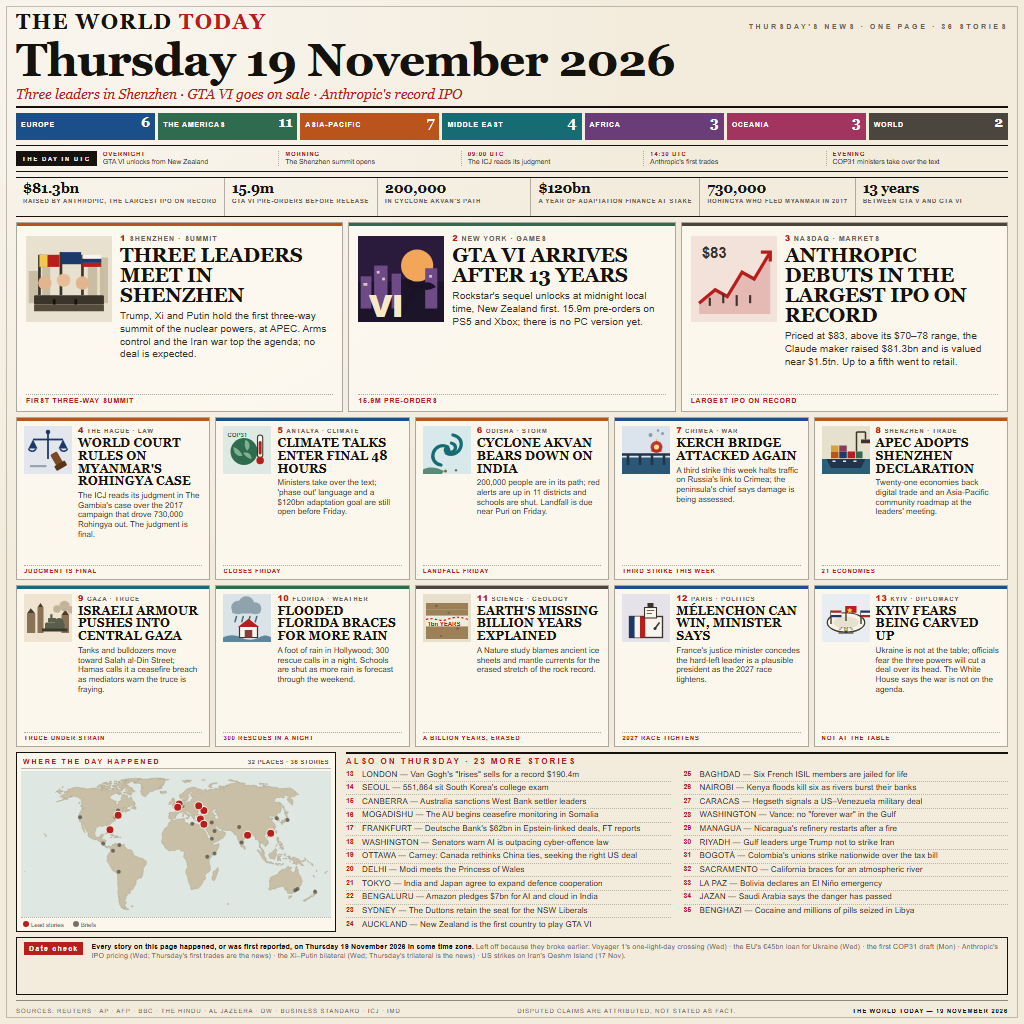 THE WORLD TODAY
THURSDAY'S NEWS · ONE PAGE · 36 STORIES
Thursday 19 November 2026
Three leaders in Shenzhen · GTA VI goes on sale · Anthropic's record IPO
EUROPE 6
THE AMERICAS 11
ASIA-PACIFIC 7
MIDDLE EAST 4
AFRICA 3
OCEANIA 3
WORLD 2
THE DAY IN UTC
OVERNIGHT
GTA VI unlocks from New Zealand
MORNING
The Shenzhen summit opens
09:00 UTC
The ICJ reads its judgment
14:30 UTC
Anthropic's first trades
EVENING
COP31 ministers take over the text
$81.3bn
RAISED BY ANTHROPIC, THE LARGEST IPO ON RECORD
15.9m
GTA VI PRE-ORDERS BEFORE RELEASE
200,000
IN CYCLONE AKVAN'S PATH
$120bn
A YEAR OF ADAPTATION FINANCE AT STAKE
730,000
ROHINGYA WHO FLED MYANMAR IN 2017
13 years
BETWEEN GTA V AND GTA VI
1 SHENZHEN · SUMMIT
THREE LEADERS
MEET IN
SHENZHEN
Trump, Xi and Putin hold the first three-way
summit of the nuclear powers, at APEC. Arms
control and the Iran war top the agenda; no
deal is expected.
FIRST THREE-WAY SUMMIT
VI
2 NEW YORK · GAMES
GTA VI ARRIVES
AFTER 13 YEARS
Rockstar's sequel unlocks at midnight local
time, New Zealand first. 15.9m pre-orders on
PS5 and Xbox; there is no PC version yet.
15.9M PRE-ORDERS
$83
3 NASDAQ · MARKETS
ANTHROPIC
DEBUTS IN THE
LARGEST IPO ON
RECORD
Priced at $83, above its $70–78 range, the
Claude maker raised $81.3bn and is valued
near $1.5tn. Up to a fifth went to retail.
LARGEST IPO ON RECORD
4 THE HAGUE · LAW
WORLD COURT
RULES ON
MYANMAR'S
ROHINGYA CASE
The ICJ reads its judgment in The
Gambia's case over the 2017
campaign that drove 730,000
Rohingya out. The judgment is
final.
JUDGMENT IS FINAL
COP31
5 ANTALYA · CLIMATE
CLIMATE TALKS
ENTER FINAL 48
HOURS
Ministers take over the text;
'phase out' language and a
$120bn adaptation goal are still
open before Friday.
CLOSES FRIDAY
6 ODISHA · STORM
CYCLONE AKVAN
BEARS DOWN ON
INDIA
200,000 people are in its path; red
alerts are up in 11 districts and
schools are shut. Landfall is due
near Puri on Friday.
LANDFALL FRIDAY
7 CRIMEA · WAR
KERCH BRIDGE
ATTACKED AGAIN
A third strike this week halts traffic
on Russia's link to Crimea; the
peninsula's chief says damage is
being assessed.
THIRD STRIKE THIS WEEK
8 SHENZHEN · TRADE
APEC ADOPTS
SHENZHEN
DECLARATION
Twenty-one economies back
digital trade and an Asia-Pacific
community roadmap at the
leaders' meeting.
21 ECONOMIES
9 GAZA · TRUCE
ISRAELI ARMOUR
PUSHES INTO
CENTRAL GAZA
Tanks and bulldozers move
toward Salah al-Din Street;
Hamas calls it a ceasefire breach
as mediators warn the truce is
fraying.
TRUCE UNDER STRAIN
10 FLORIDA · WEATHER
FLOODED
FLORIDA BRACES
FOR MORE RAIN
A foot of rain in Hollywood; 300
rescue calls in a night. Schools
are shut as more rain is forecast
through the weekend.
300 RESCUES IN A NIGHT
1bn YEARS
11 SCIENCE · GEOLOGY
EARTH'S MISSING
BILLION YEARS
EXPLAINED
A Nature study blames ancient ice
sheets and mantle currents for the
erased stretch of the rock record.
A BILLION YEARS, ERASED
12 PARIS · POLITICS
MÉLENCHON CAN
WIN, MINISTER
SAYS
France's justice minister concedes
the hard-left leader is a plausible
president as the 2027 race
tightens.
2027 RACE TIGHTENS
13 KYIV · DIPLOMACY
KYIV FEARS
BEING CARVED
UP
Ukraine is not at the table; officials
fear the three powers will cut a
deal over its head. The White
House says the war is not on the
agenda.
NOT AT THE TABLE
WHERE THE DAY HAPPENED
32 PLACES · 36 STORIES
Lead stories
Briefs
ALSO ON THURSDAY · 23 MORE STORIES
13 LONDON — Van Gogh's "Irises" sells for a record $190.4m
14 SEOUL — 551,864 sit South Korea's college exam
15 CANBERRA — Australia sanctions West Bank settler leaders
16 MOGADISHU — The AU begins ceasefire monitoring in Somalia
17 FRANKFURT — Deutsche Bank's $62bn in Epstein-linked deals, FT reports
18 WASHINGTON — Senators warn AI is outpacing cyber-offence law
19 OTTAWA — Carney: Canada rethinks China ties, seeking the right US deal
20 DELHI — Modi meets the Princess of Wales
21 TOKYO — India and Japan agree to expand defence cooperation
22 BENGALURU — Amazon pledges $7bn for AI and cloud in India
23 SYDNEY — The Duttons retain the seat for the NSW Liberals
24 AUCKLAND — New Zealand is the first country to play GTA VI
25 BAGHDAD — Six French ISIL members are jailed for life
26 NAIROBI — Kenya floods kill six as rivers burst their banks
27 CARACAS — Hegseth signals a US–Venezuela military deal
28 WASHINGTON — Vance: no "forever war" in the Gulf
29 MANAGUA — Nicaragua's refinery restarts after a fire
30 RIYADH — Gulf leaders urge Trump not to strike Iran
31 BOGOTÁ — Colombia's unions strike nationwide over the tax bill
32 SACRAMENTO — California braces for an atmospheric river
33 LA PAZ — Bolivia declares an El Niño emergency
34 JAZAN — Saudi Arabia says the danger has passed
35 BENGHAZI — Cocaine and millions of pills seized in Libya
Date check
Every story on this page happened, or was first reported, on Thursday 19 November 2026 in some time zone. Left off because they broke earlier: Voyager 1's one-light-day crossing (Wed) · the EU's €45bn loan for Ukraine (Wed) · the first COP31 draft (Mon) · Anthropic's
IPO pricing (Wed; Thursday's first trades are the news) · the Xi–Putin bilateral (Wed; Thursday's trilateral is the news) · US strikes on Iran's Qeshm Island (17 Nov).
SOURCES: REUTERS · AP · AFP · BBC · THE HINDU · AL JAZEERA · DW · BUSINESS STANDARD · ICJ · IMD
DISPUTED CLAIMS ARE ATTRIBUTED, NOT STATED AS FACT.
THE WORLD TODAY — 19 NOVEMBER 2026